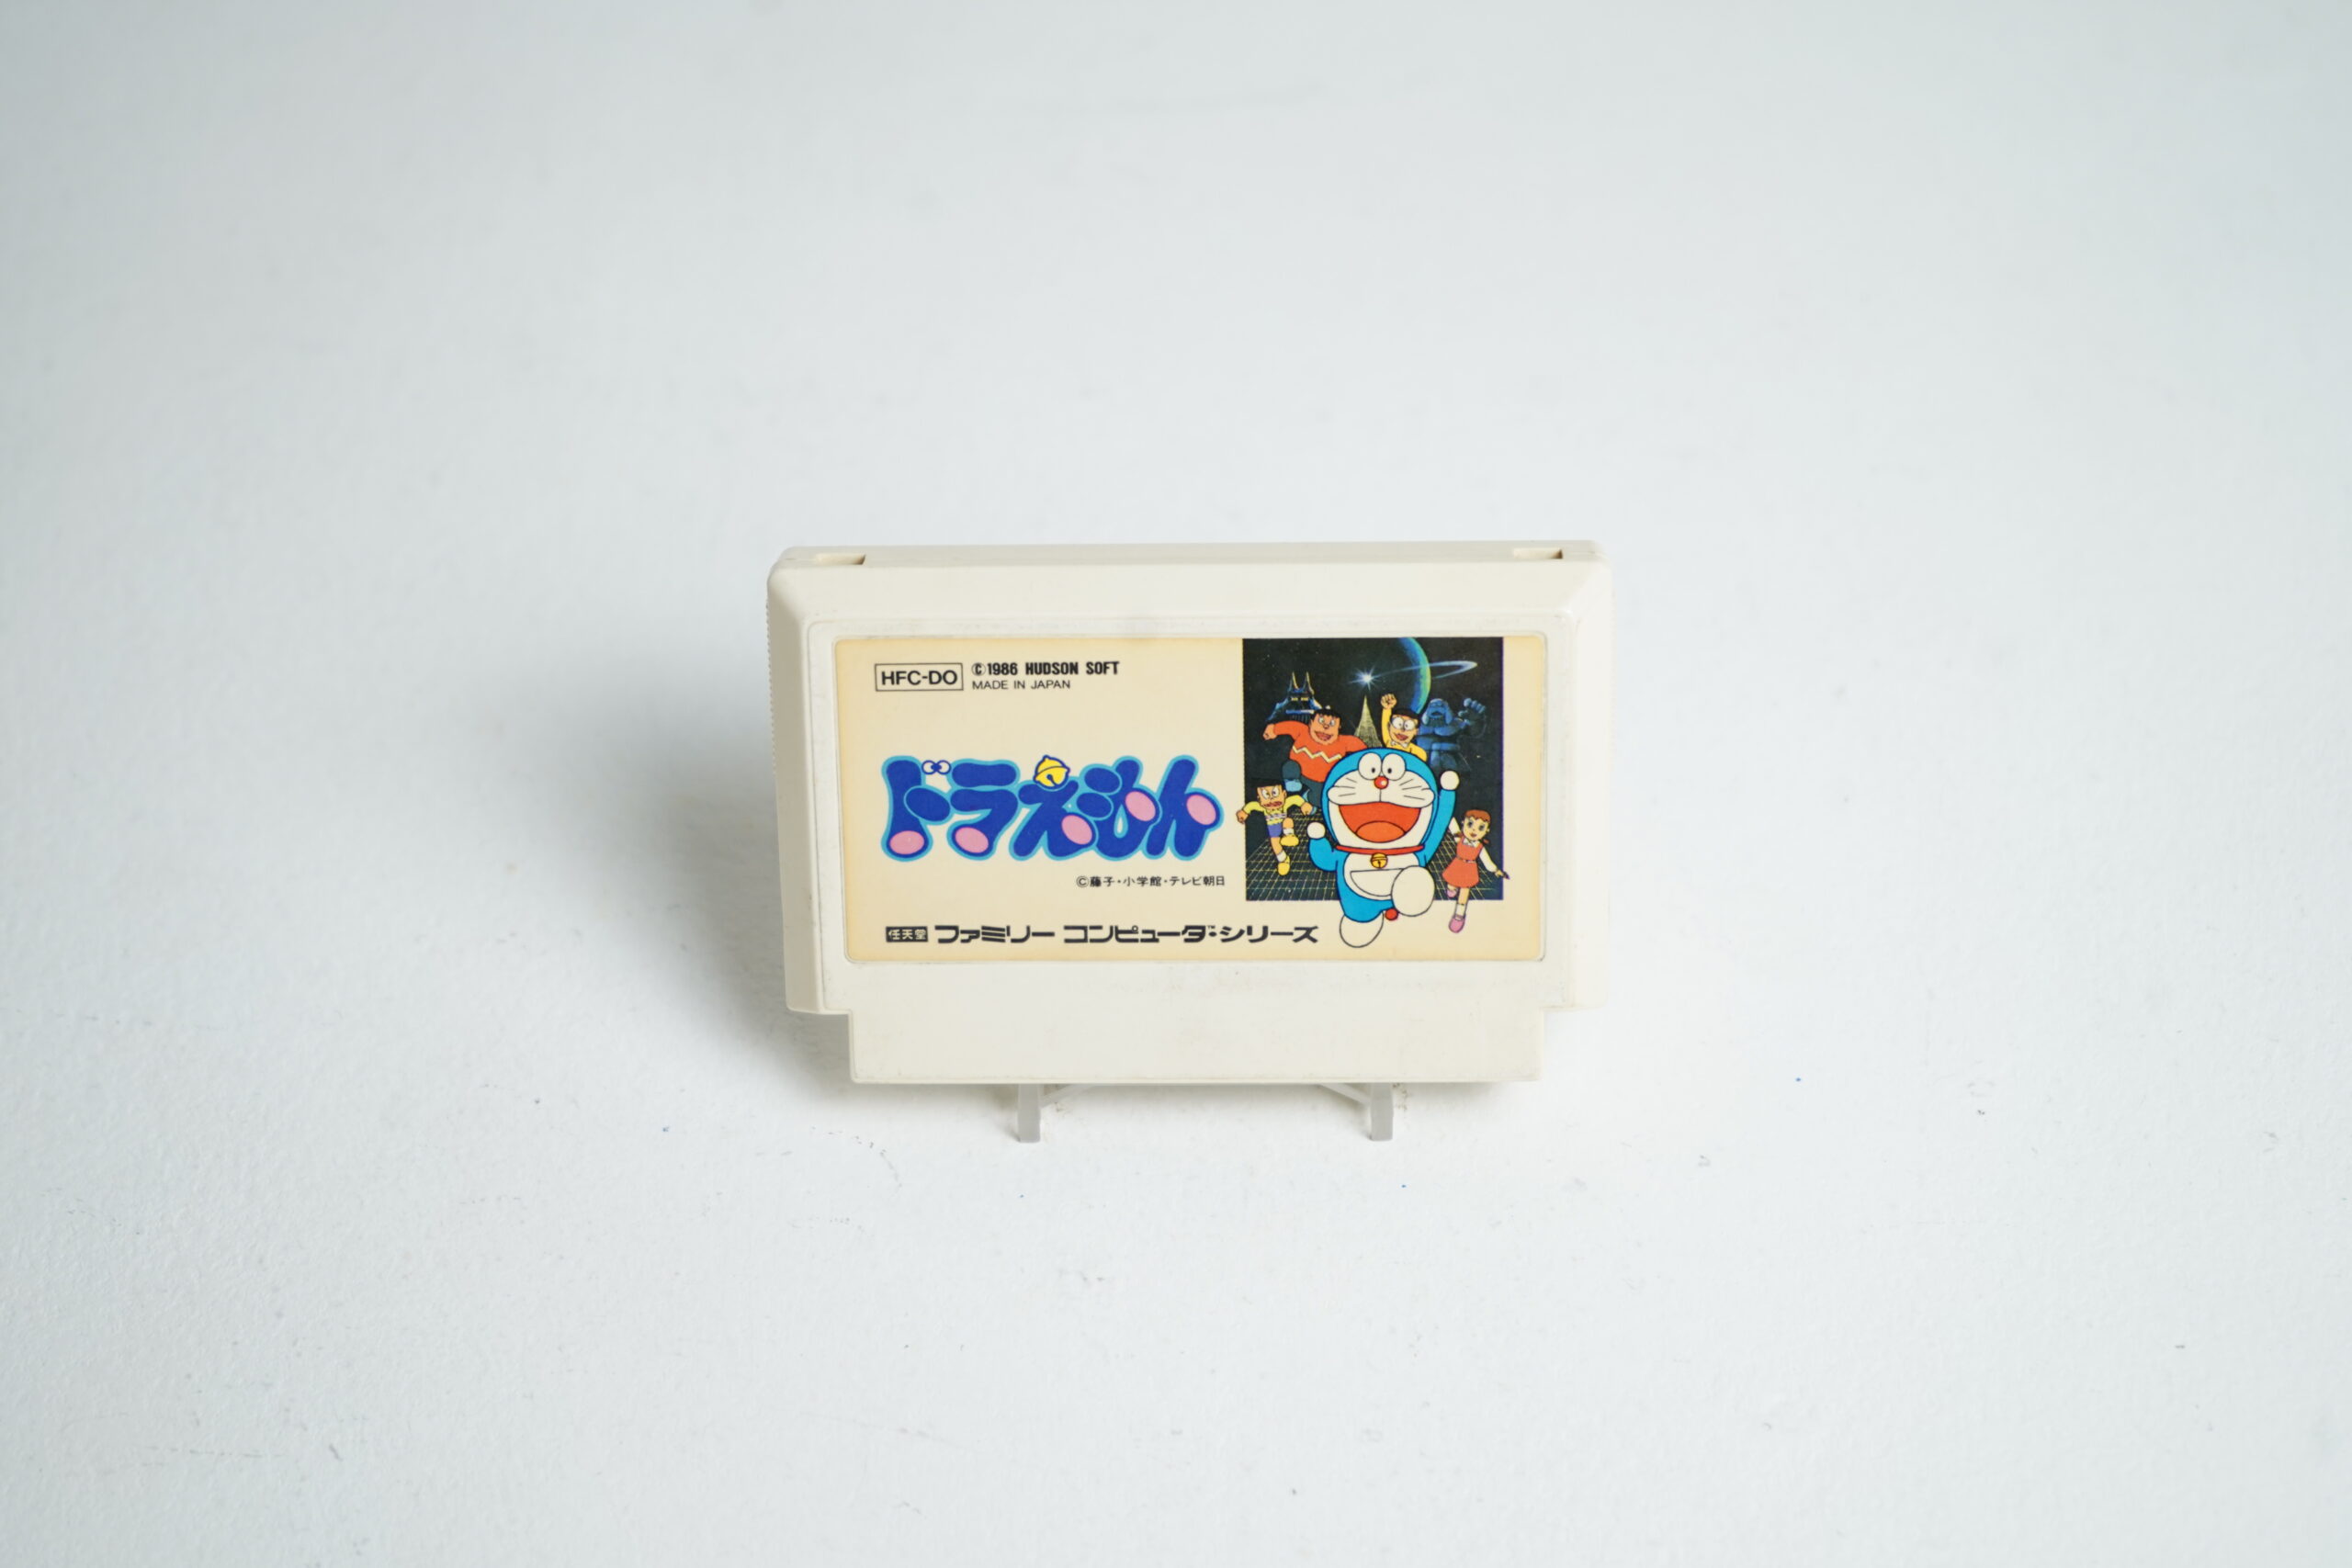 HFC-DO
©1986 HUDSON SOFT
MADE IN JAPAN
ドラえもん
©藤子・小学館・テレビ朝日
任天堂 ファミリー コンピュータ™シリーズ